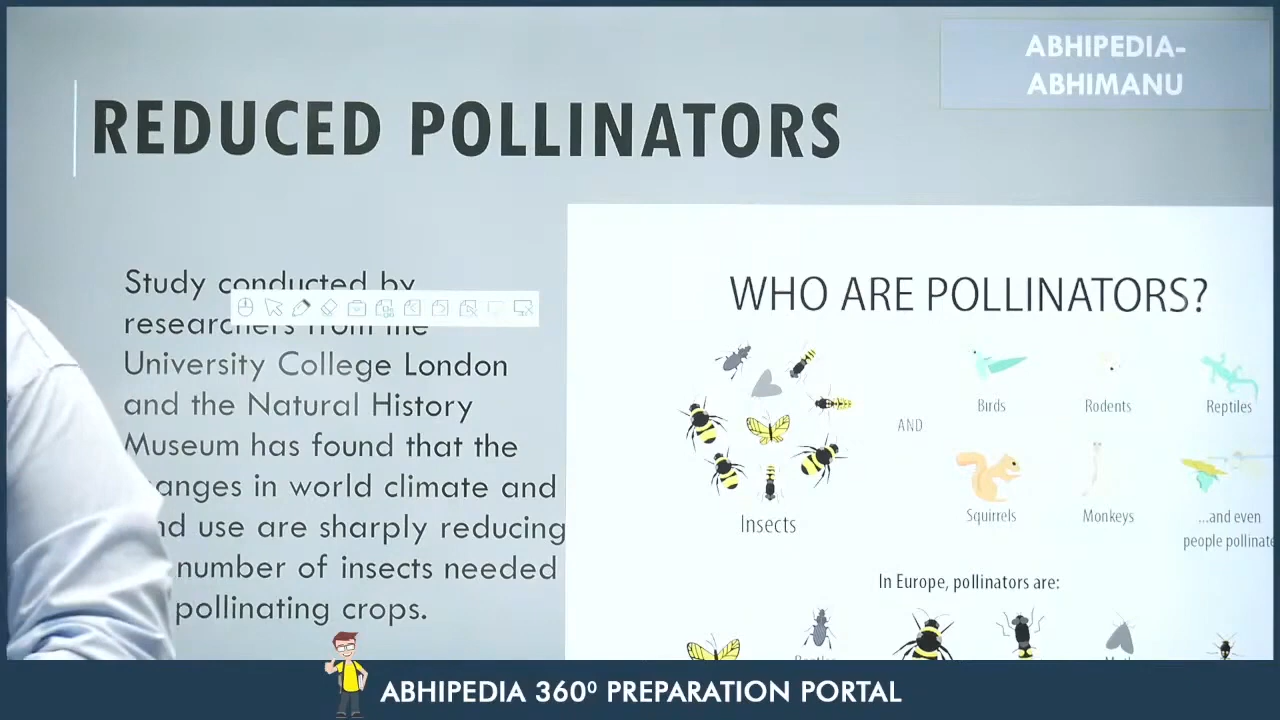 ABHIPEDIA-
ABHIMANU
REDUCED POLLINATORS
Study conducted by
researchers from the
University College London
and the Natural History
Museum has found that the
anges in world climate and
nd use are sharply reducing
number of insects needed
pollinating crops.
WHO ARE POLLINATORS?
Insects
AND
Birds
Rodents
Reptiles
Squirrels
Monkeys
...and even
people pollinate
In Europe, pollinators are:
ABHIPEDIA 360⁰ PREPARATION PORTAL